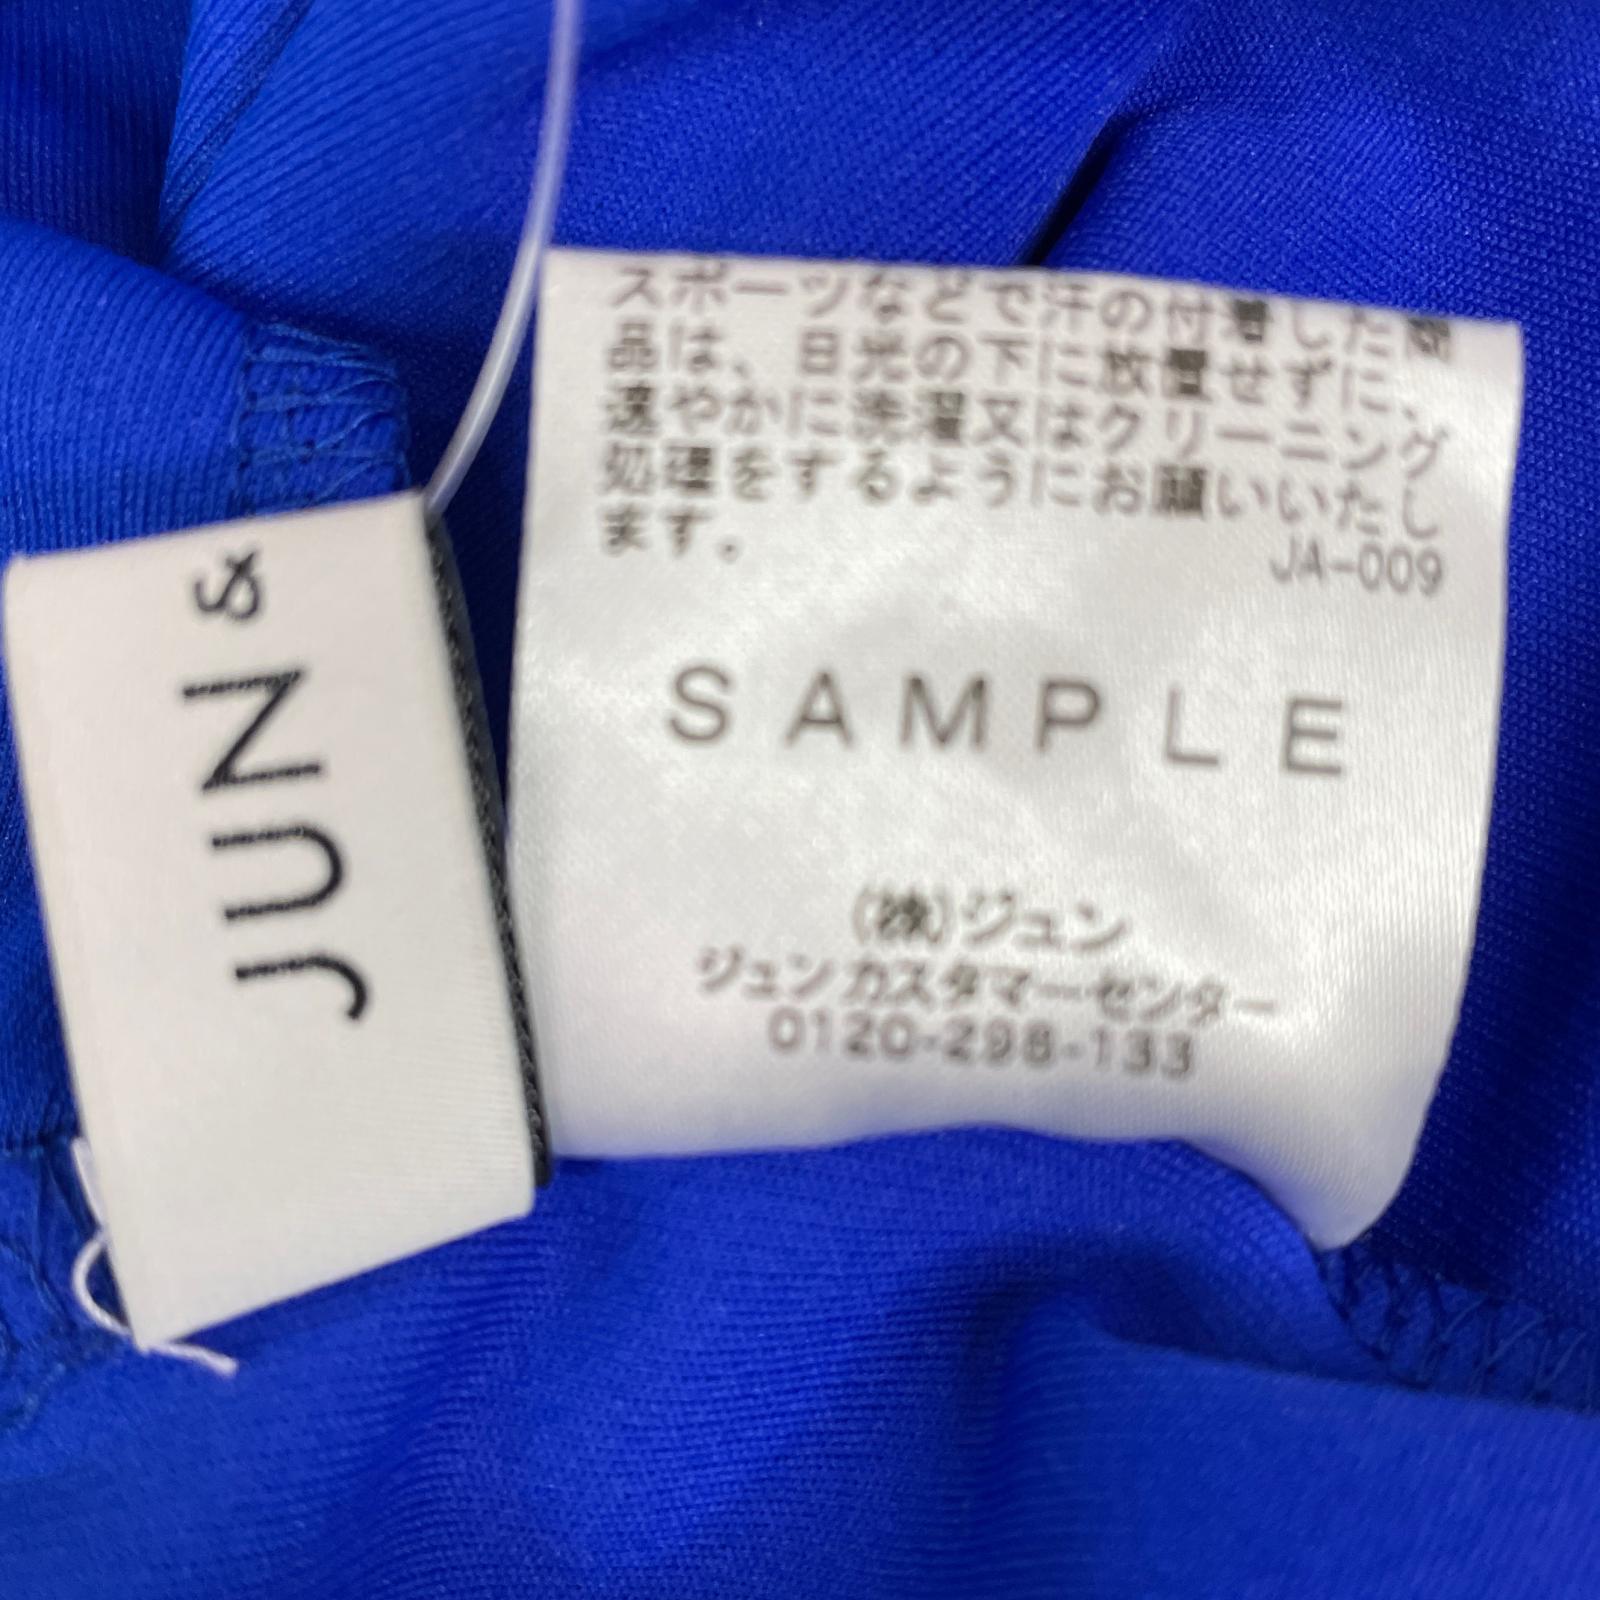 JUN &
スポーツなどで汗の付着した商
品は、日光の下に放置せずに、
速やかに洗濯又はクリーニング
処理をするようにお願いいたし
ます。
JA-009
SAMPLE
(株)ジュン
ジュンカスタマーセンター
0120-298-133